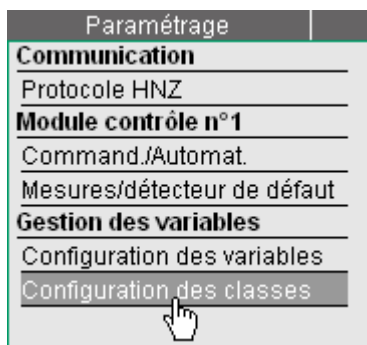 Paramétrage
Communication
Protocole HNZ
Module contrôle n°1
Command./Automat.
Mesures/détecteur de défaut
Gestion des variables
Configuration des variables
Configuration des classes